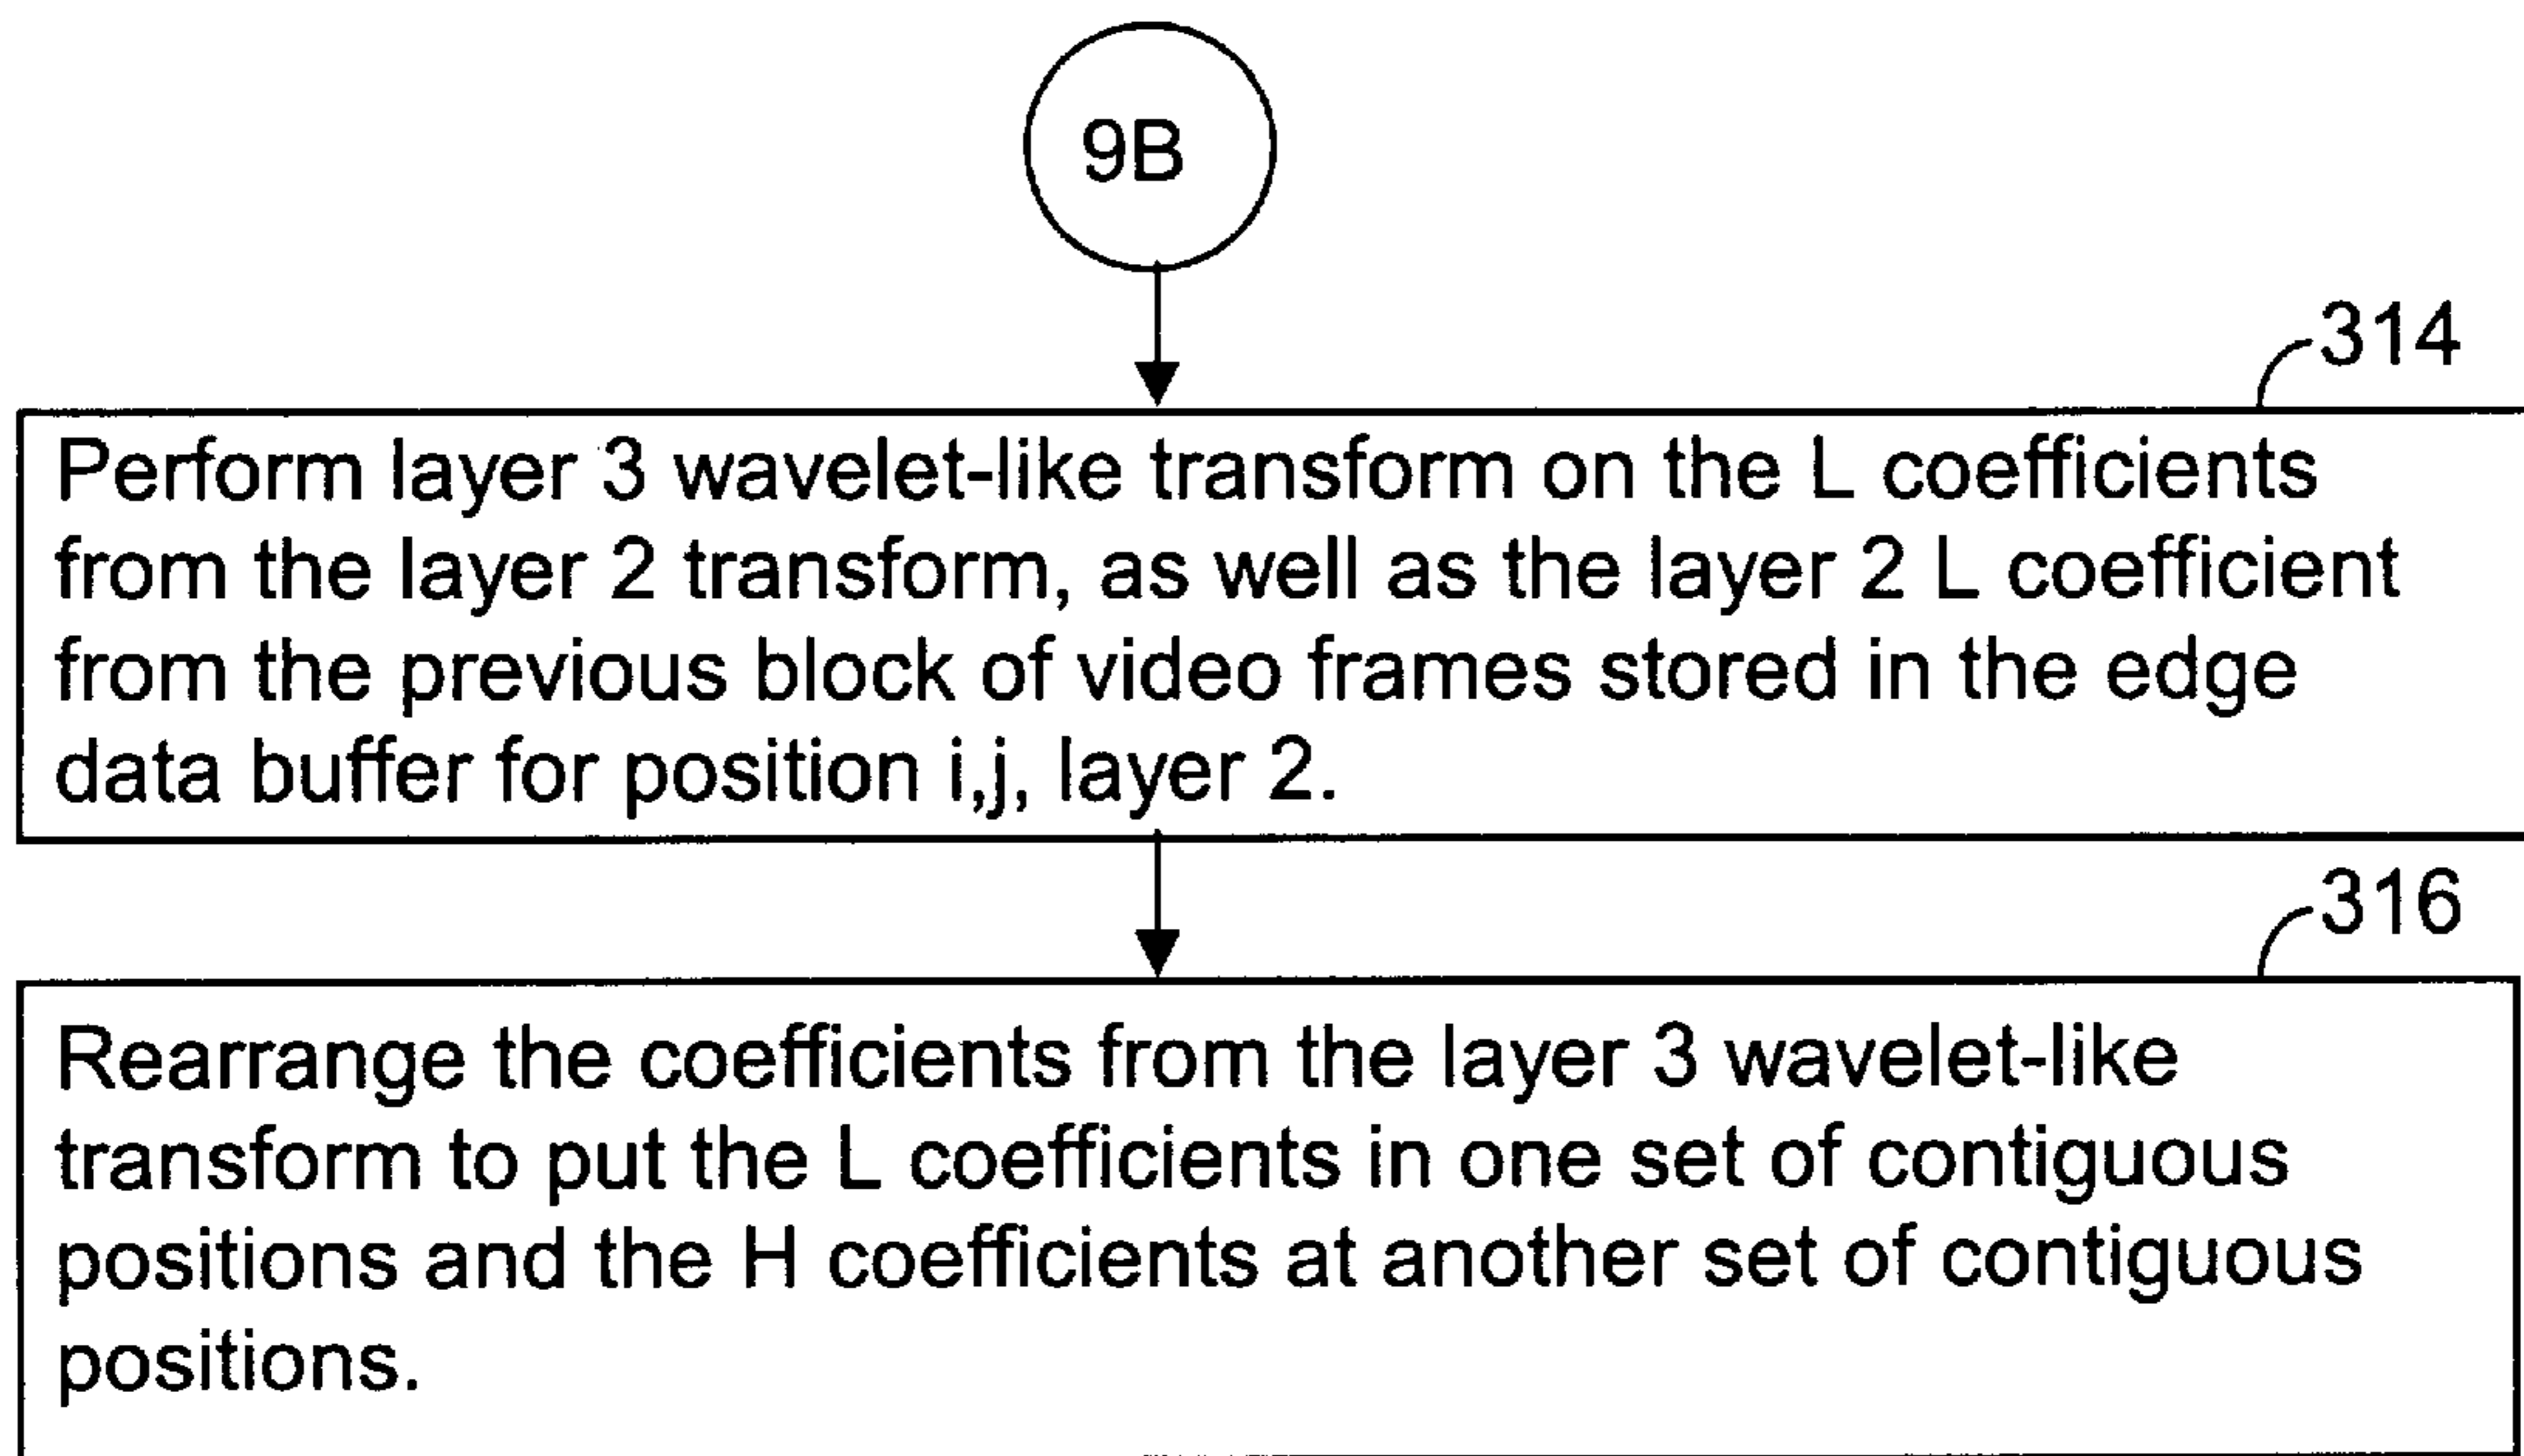 9B
314
Perform layer 3 wavelet-like transform on the L coefficients
from the layer 2 transform, as well as the layer 2 L coefficient
from the previous block of video frames stored in the edge
data buffer for position i,j, layer 2.
316
Rearrange the coefficients from the layer 3 wavelet-like
transform to put the L coefficients in one set of contiguous
positions and the H coefficients at another set of contiguous
positions.